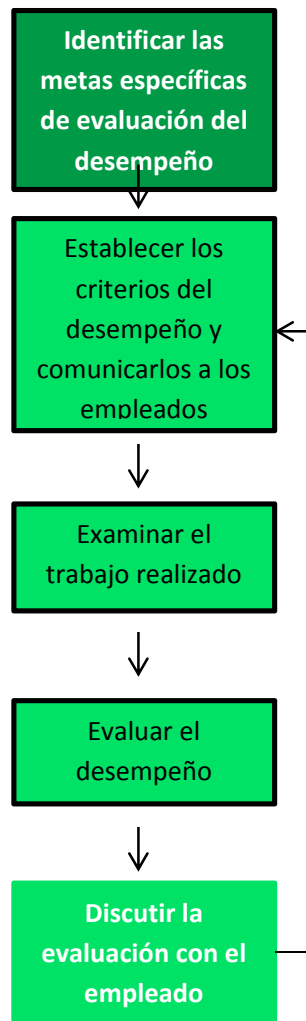 Identificar las
metas específicas
de evaluación del
desempeño
Establecer los
criterios del
desempeño y
comunicarlos a los
empleados
Examinar el
trabajo realizado
Evaluar el
desempeño
Discutir la
evaluación con el
empleado